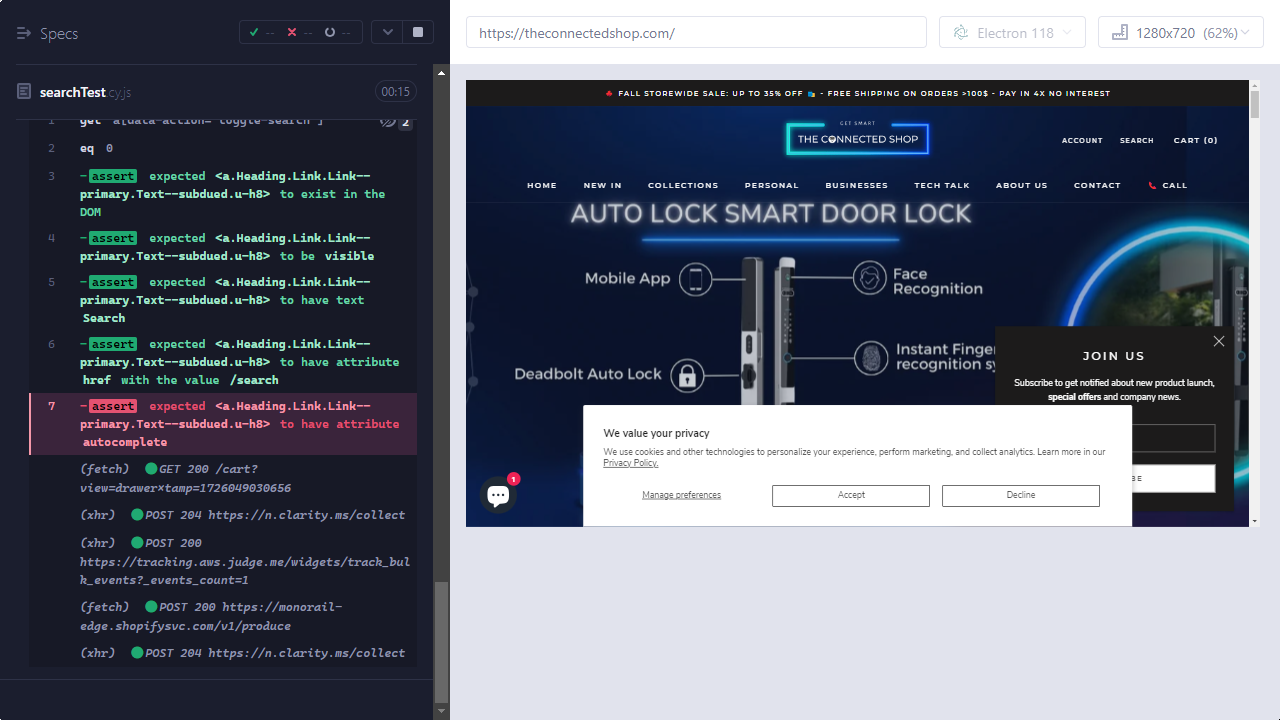 Specs
--
--
--
searchTest.cy.js
00:15
1 get a[data-action="toggle-search"] 2
2 eq 0
3 -assert expected <a.Heading.Link.Link--
primary.Text--subdued.u-h8> to exist in the
DOM
4 -assert expected <a.Heading.Link.Link--
primary.Text--subdued.u-h8> to be visible
5 -assert expected <a.Heading.Link.Link--
primary.Text--subdued.u-h8> to have text
Search
6 -assert expected <a.Heading.Link.Link--
primary.Text--subdued.u-h8> to have attribute
href with the value /search
7 -assert expected <a.Heading.Link.Link--
primary.Text--subdued.u-h8> to have attribute
autocomplete
(fetch) GET 200 /cart?
view=drawer×tamp=1726049030656
(xhr) POST 204 https://n.clarity.ms/collect
(xhr) POST 200
https://tracking.aws.judge.me/widgets/track_bul
k_events?_events_count=1
(fetch) POST 200 https://monorail-
edge.shopifysvc.com/v1/produce
(xhr) POST 204 https://n.clarity.ms/collect
https://theconnectedshop.com/
Electron 118
1280x720 (62%)
FALL STOREWIDE SALE: UP TO 35% OFF - FREE SHIPPING ON ORDERS >100$ - PAY IN 4X NO INTEREST
GET SMART
THE CONNECTED SHOP
ACCOUNT SEARCH CART (0)
HOME NEW IN COLLECTIONS PERSONAL BUSINESSES TECH TALK ABOUT US CONTACT CALL
AUTO LOCK SMART DOOR LOCK
Mobile App
Face
Recognition
Deadbolt Auto Lock
Instant Finger
recognition sy
JOIN US
Subscribe to get notified about new product launch,
special offers and company news.
BE
We value your privacy
We use cookies and other technologies to personalize your experience, perform marketing, and collect analytics. Learn more in our
Privacy Policy.
Manage preferences Accept Decline
1